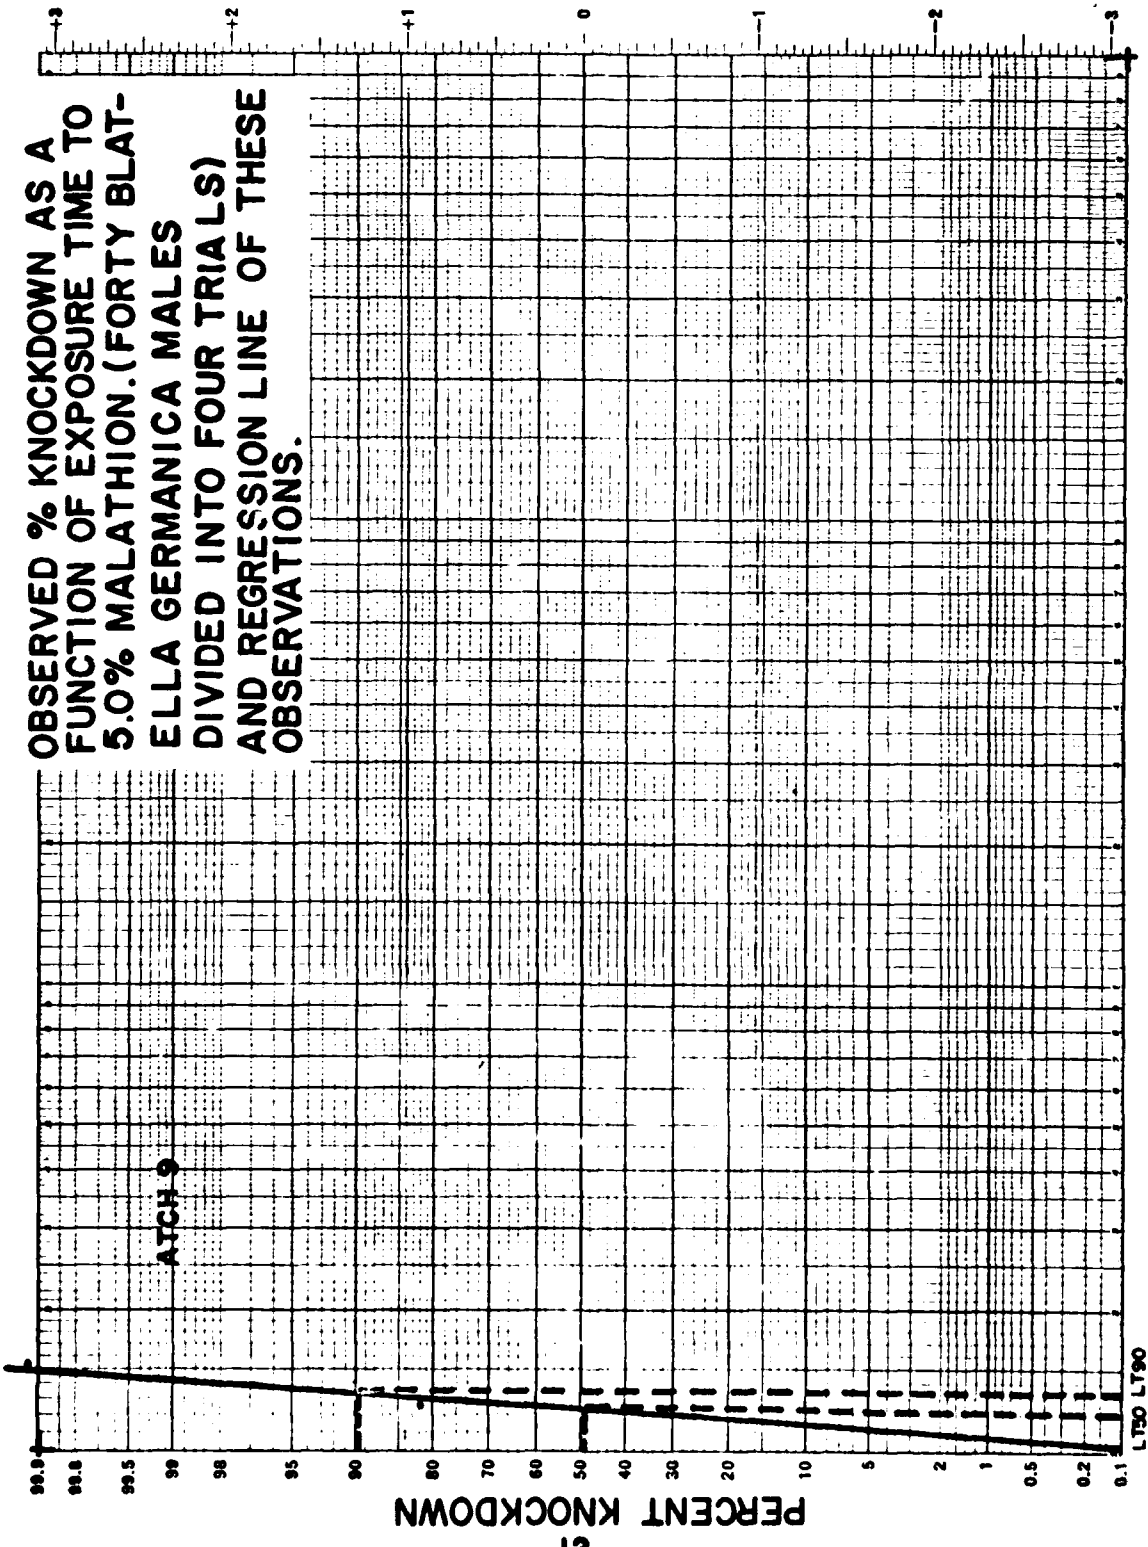 OBSERVED % KNOCKDOWN AS A
FUNCTION OF EXPOSURE TIME TO
5.0% MALATHION. (FORTY BLAT-
ELLA GERMANICA MALES
DIVIDED INTO FOUR TRIALS)
AND REGRESSION LINE OF THESE
OBSERVATIONS.
+3
+2
+1
0
-1
-2
-3
ATCH 9
PERCENT KNOCKDOWN
99.9
99.8
99.5
99
98
95
90
80
70
60
50
40
30
20
10
5
2
1
0.5
0.2
0.1
LT50 LT90